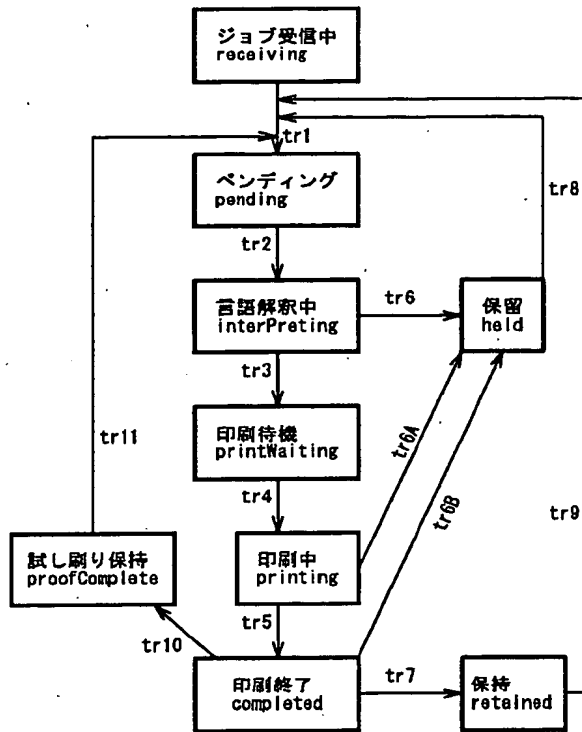 ジョブ受信中
receiving
tr1
ペンディング
pending
tr8
tr2
言語解釈中
interPreting
tr6
保留
held
tr3
tr11
印刷待機
printWaiting
tr6A
tr4
tr6B
tr9
試し刷り保持
proofComplete
印刷中
printing
tr5
tr10
印刷終了
completed
tr7
保持
retained